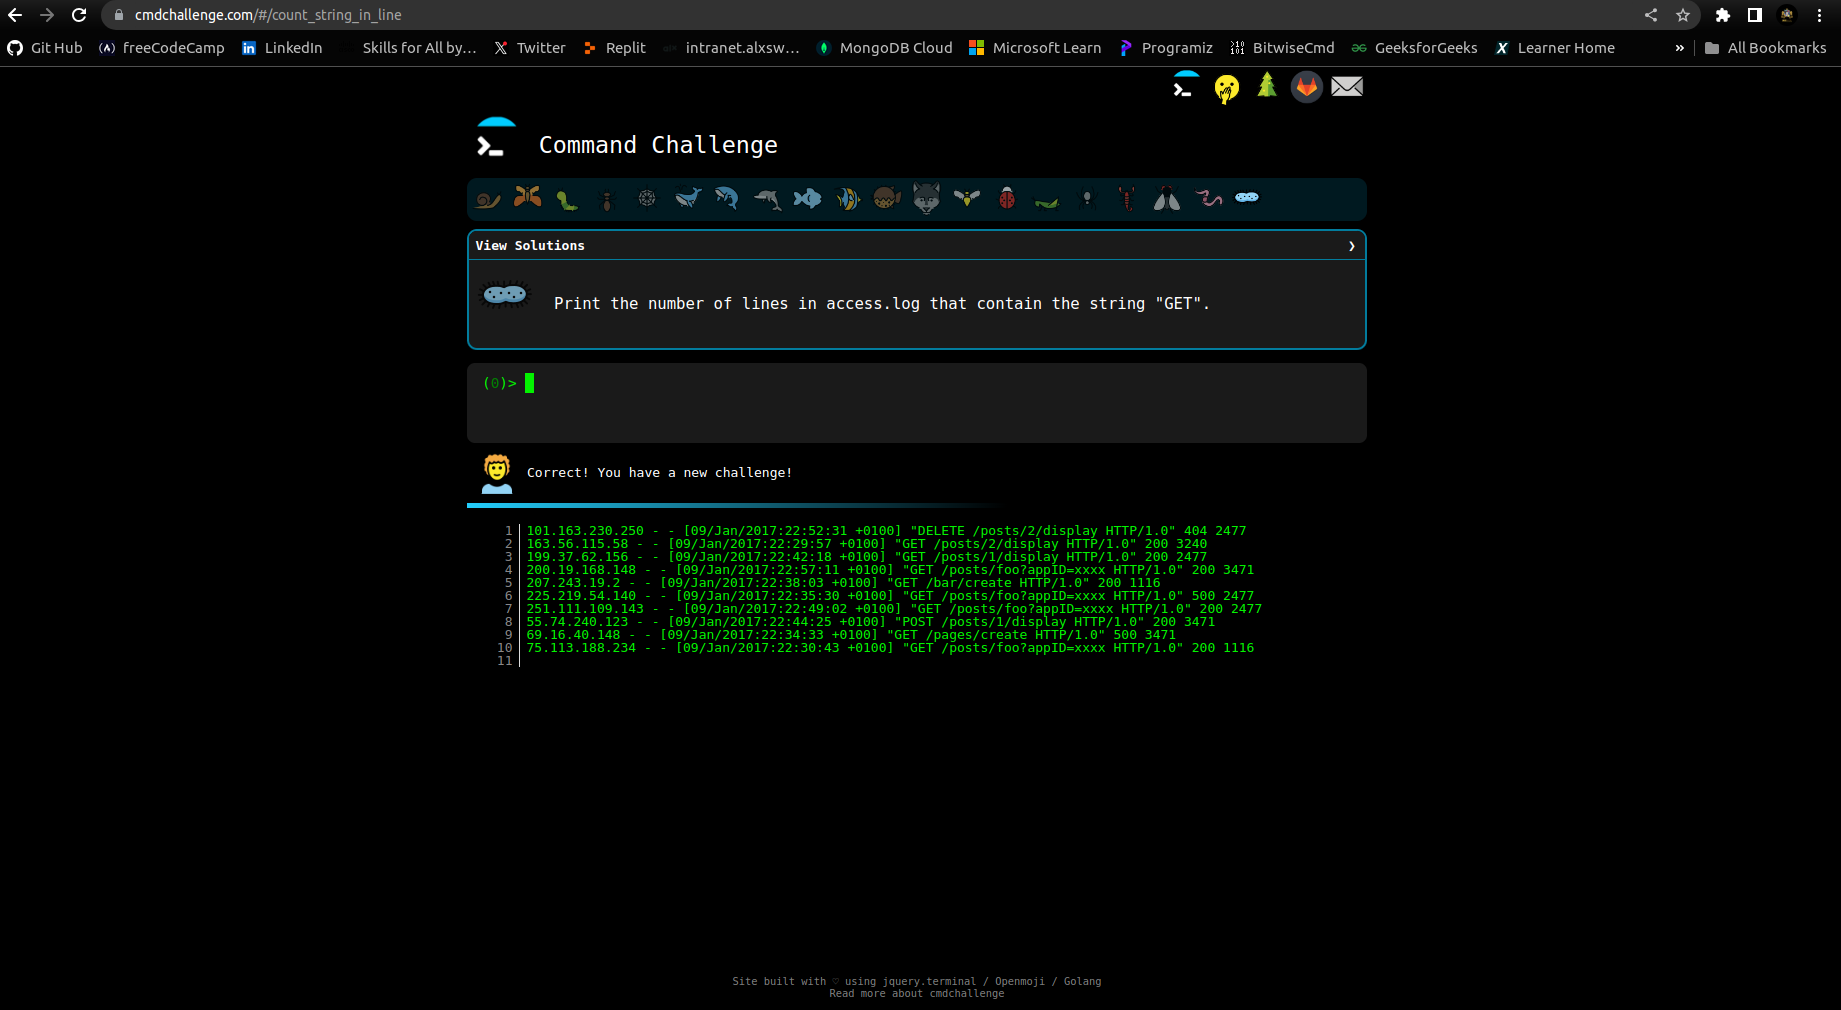 cmdchallenge.com/#/count_string_in_line
Git Hub freeCodeCamp LinkedIn Skills for All by… Twitter Replit intranet.alxsw… MongoDB Cloud Microsoft Learn Programiz BitwiseCmd GeeksforGeeks Learner Home » All Bookmarks
Command Challenge
View Solutions ❯
Print the number of lines in access.log that contain the string "GET".
(0)>
Correct! You have a new challenge!
1 101.163.230.250 - - [09/Jan/2017:22:52:31 +0100] "DELETE /posts/2/display HTTP/1.0" 404 2477
2 163.56.115.58 - - [09/Jan/2017:22:29:57 +0100] "GET /posts/2/display HTTP/1.0" 200 3240
3 199.37.62.156 - - [09/Jan/2017:22:42:18 +0100] "GET /posts/1/display HTTP/1.0" 200 2477
4 200.19.168.148 - - [09/Jan/2017:22:57:11 +0100] "GET /posts/foo?appID=xxxx HTTP/1.0" 200 3471
5 207.243.19.2 - - [09/Jan/2017:22:38:03 +0100] "GET /bar/create HTTP/1.0" 200 1116
6 225.219.54.140 - - [09/Jan/2017:22:35:30 +0100] "GET /posts/foo?appID=xxxx HTTP/1.0" 500 2477
7 251.111.109.143 - - [09/Jan/2017:22:49:02 +0100] "GET /posts/foo?appID=xxxx HTTP/1.0" 200 2477
8 55.74.240.123 - - [09/Jan/2017:22:44:25 +0100] "POST /posts/1/display HTTP/1.0" 200 3471
9 69.16.40.148 - - [09/Jan/2017:22:34:33 +0100] "GET /pages/create HTTP/1.0" 500 3471
10 75.113.188.234 - - [09/Jan/2017:22:30:43 +0100] "GET /posts/foo?appID=xxxx HTTP/1.0" 200 1116
11
Site built with ♡ using jquery.terminal / Openmoji / Golang
Read more about cmdchallenge